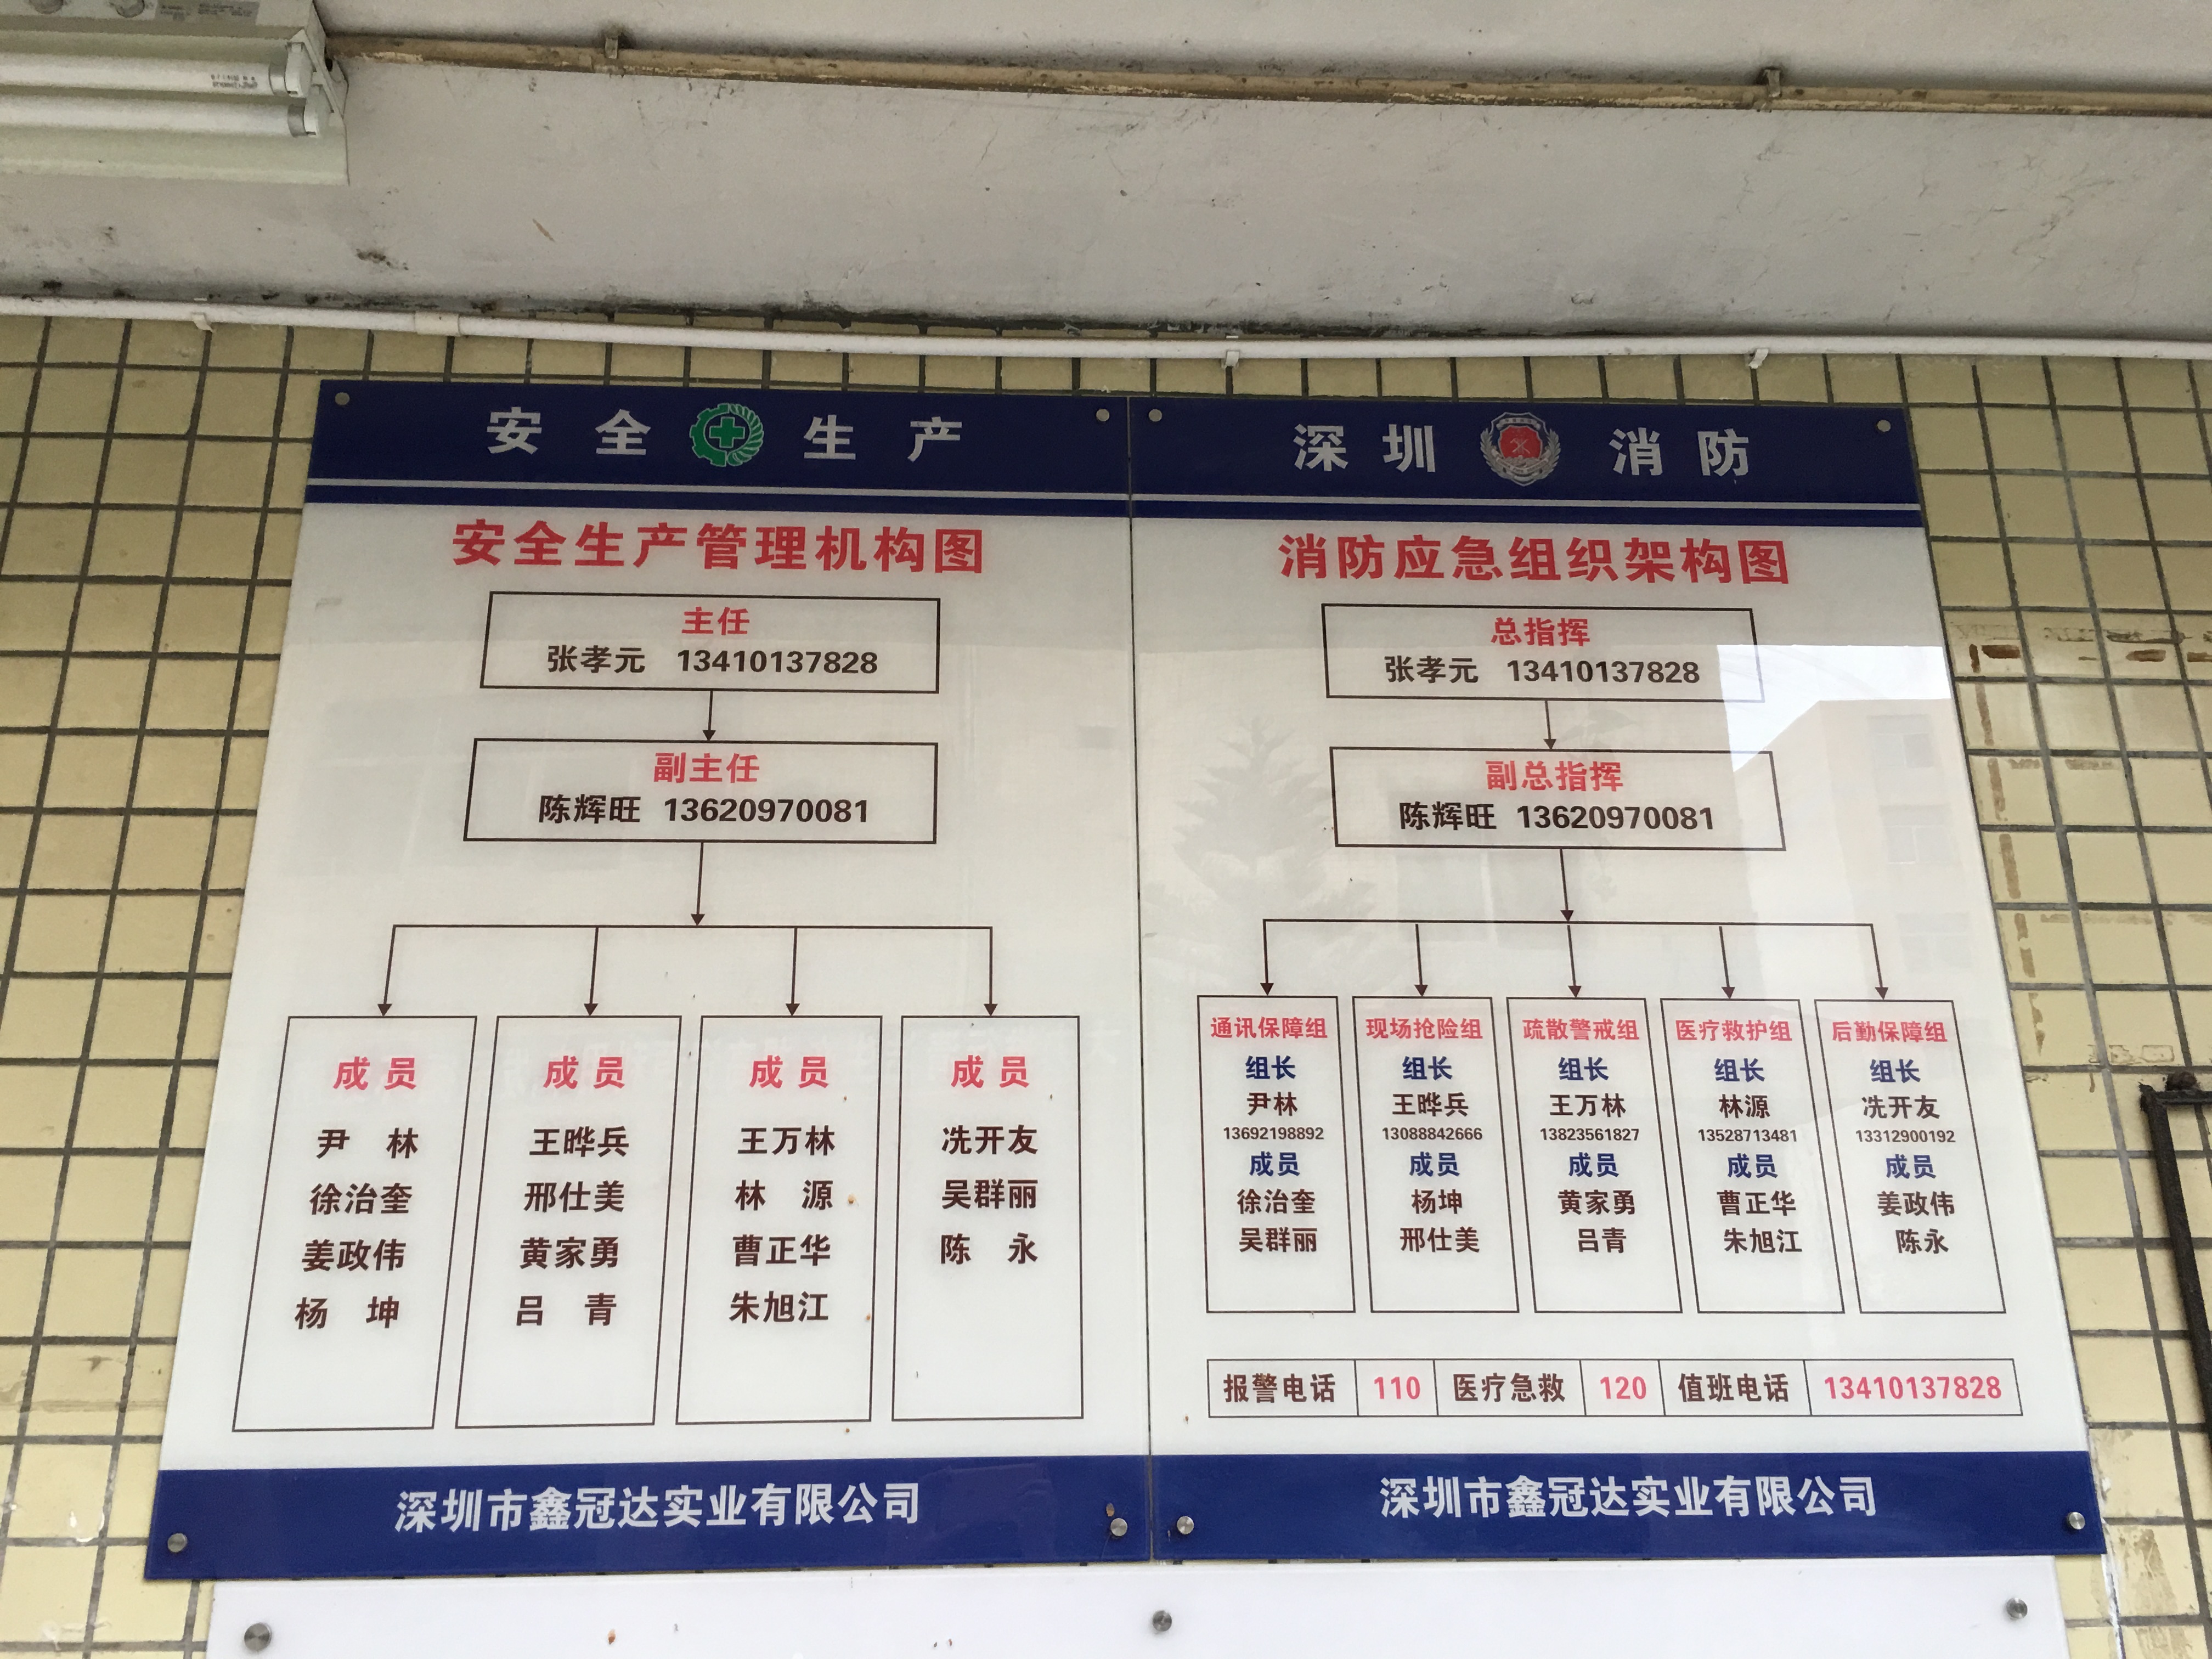 安全生产
安全生产管理机构图
主任
张孝元 13410137828
副主任
陈辉旺 13620970081
成员
尹 林
徐治奎
姜政伟
杨 坤
成员
王晔兵
邢仕美
黄家勇
吕 青
成员
王万林
林 源
曹正华
朱旭江
成员
冼开友
吴群丽
陈 永
深圳市鑫冠达实业有限公司
深圳消防
消防应急组织架构图
总指挥
张孝元 13410137828
副总指挥
陈辉旺 13620970081
通讯保障组
组长
尹林
13692198892
成员
徐治奎
吴群丽
现场抢险组
组长
王晔兵
13088842666
成员
杨坤
邢仕美
疏散警戒组
组长
王万林
13823561827
成员
黄家勇
吕青
医疗救护组
组长
林源
13528713481
成员
曹正华
朱旭江
后勤保障组
组长
冼开友
13312900192
成员
姜政伟
陈永
报警电话 110 医疗急救 120 值班电话 13410137828
深圳市鑫冠达实业有限公司